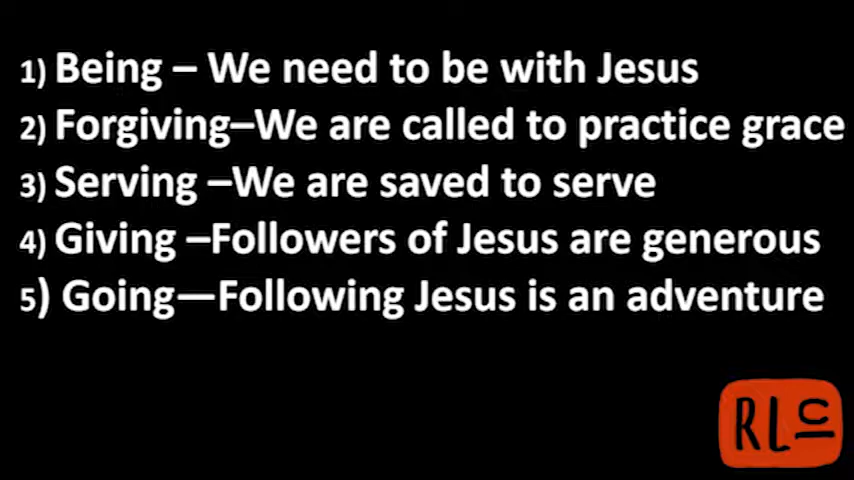 1) Being – We need to be with Jesus
2) Forgiving–We are called to practice grace
3) Serving –We are saved to serve
4) Giving –Followers of Jesus are generous
5) Going—Following Jesus is an adventure
RLC